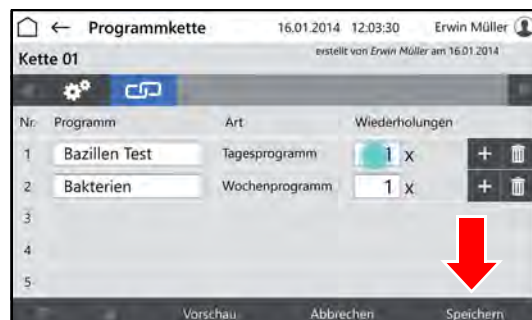 Programmkette 16.01.2014 12:03:30 Erwin Müller
Kette 01 erstellt von Erwin Müller am 16.01.2014
Nr. Programm Art Wiederholungen
1 Bazillen Test Tagesprogramm 1 x
2 Bakterien Wochenprogramm 1 x
3
4
5
Vorschau Abbrechen Speichern